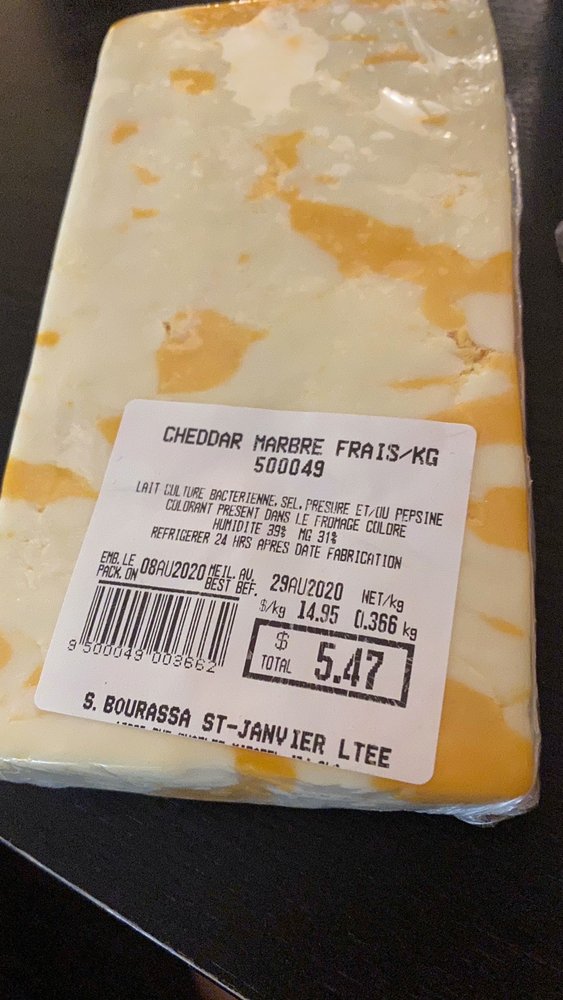 CHEDDAR MARBRE FRAIS/KG
500049
LAIT CULTURE BACTERIENNE, SEL, PRESURE ET/OU PEPSINE
COLORANT PRESENT DANS LE FROMAGE COLORE
HUMIDITE 39% MG 31%
REFRIGERER 24 HRS APRES DATE FABRICATION
EMB. LE
PACK. ON 08AU2020 MEIL. AV.
BEST BEF. 29AU2020 NET/kg
$/kg 14.95 0.366 kg
$
TOTAL 5.47
9 500049 003662
S. BOURASSA ST-JANVIER LTEE